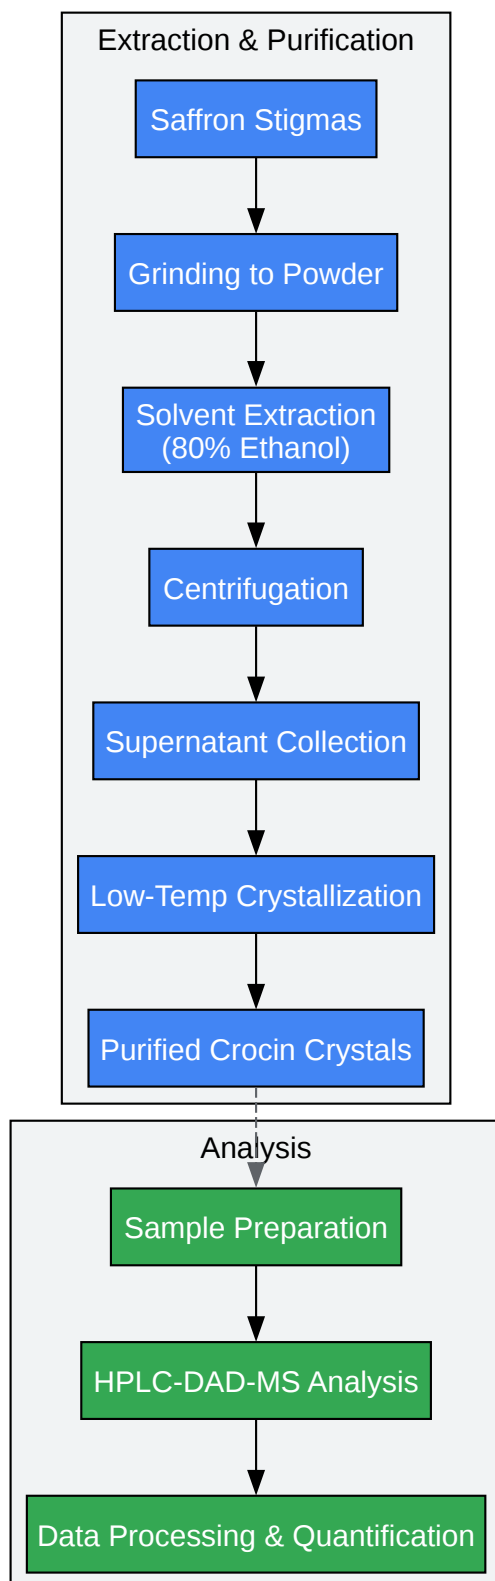 Extraction & Purification
Saffron Stigmas
Grinding to Powder
Solvent Extraction
(80% Ethanol)
Centrifugation
Supernatant Collection
Low-Temp Crystallization
Purified Crocin Crystals
Analysis
Sample Preparation
HPLC-DAD-MS Analysis
Data Processing & Quantification